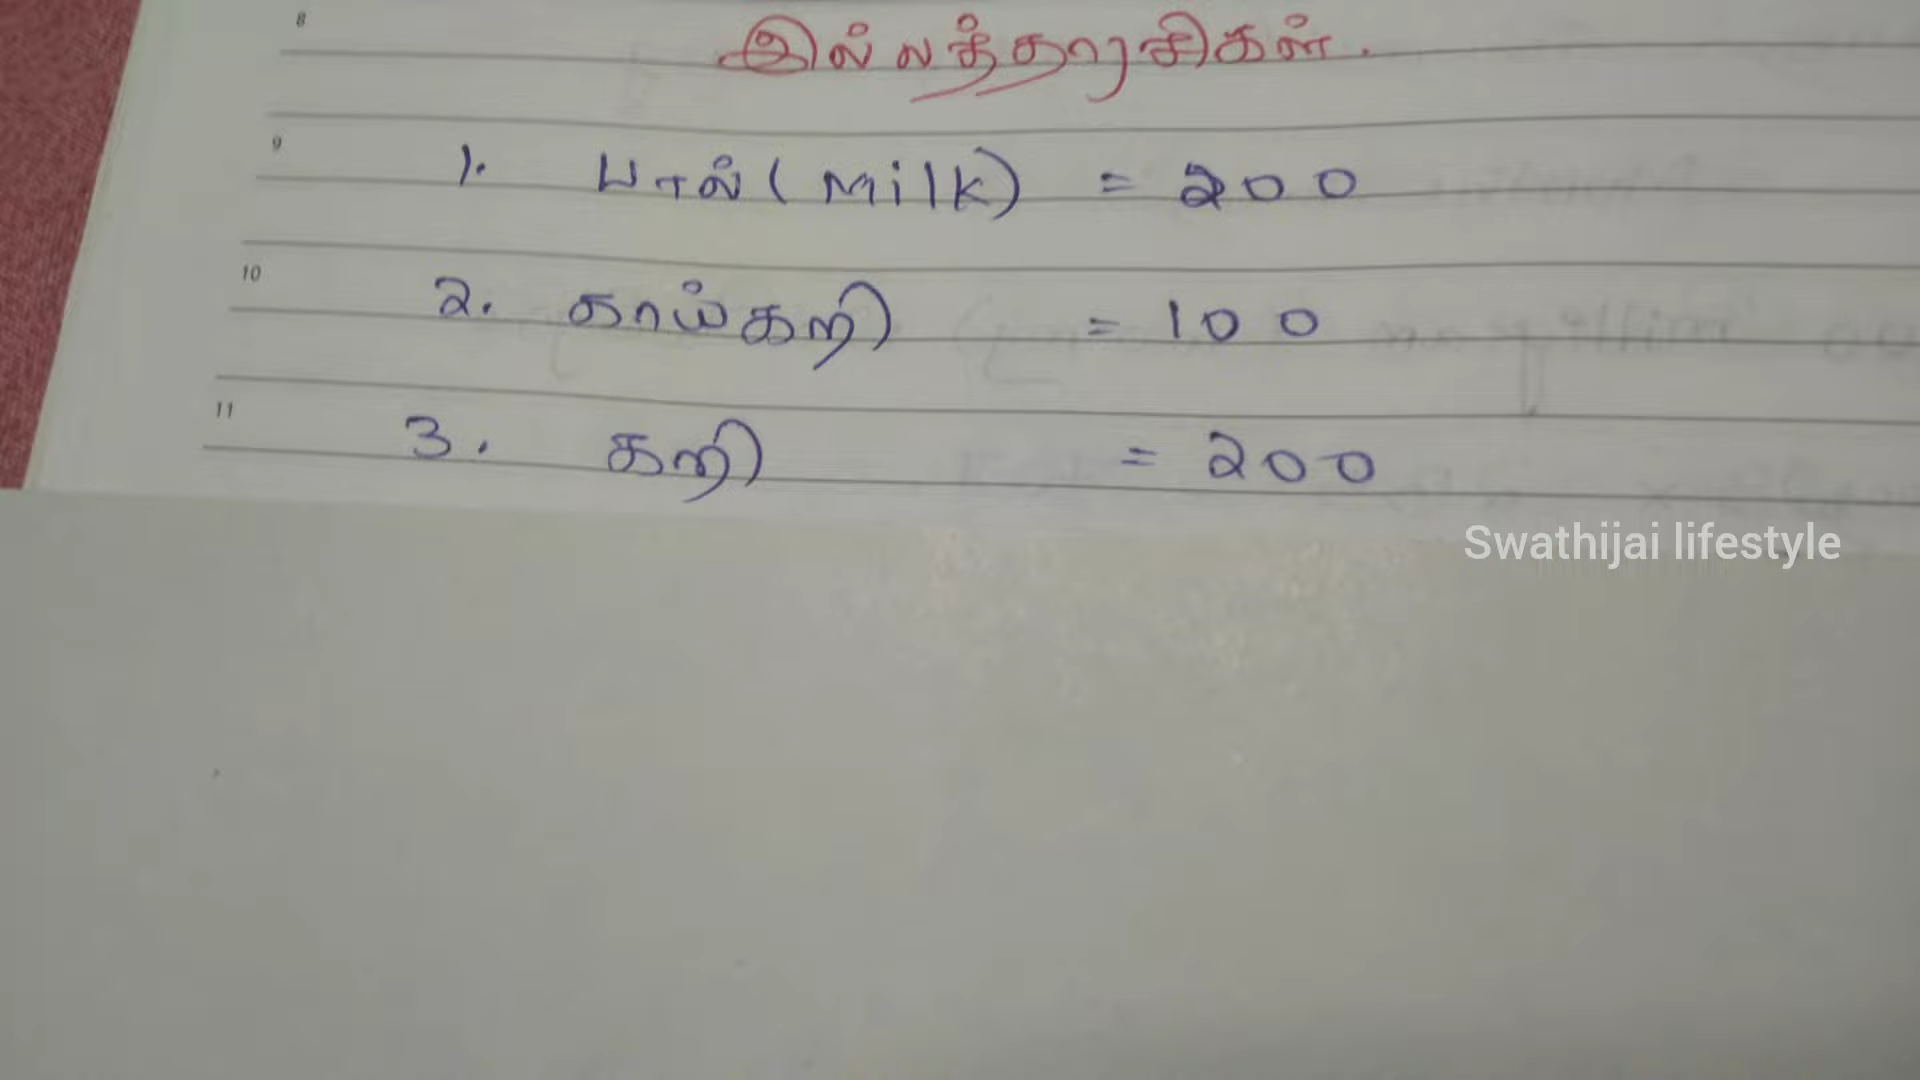 8
இல்லத்தரசிகள்.
9
1. பால் (Milk) = 200
10
2. காய்கறி = 100
11
3. கறி = 200
Swathijai lifestyle